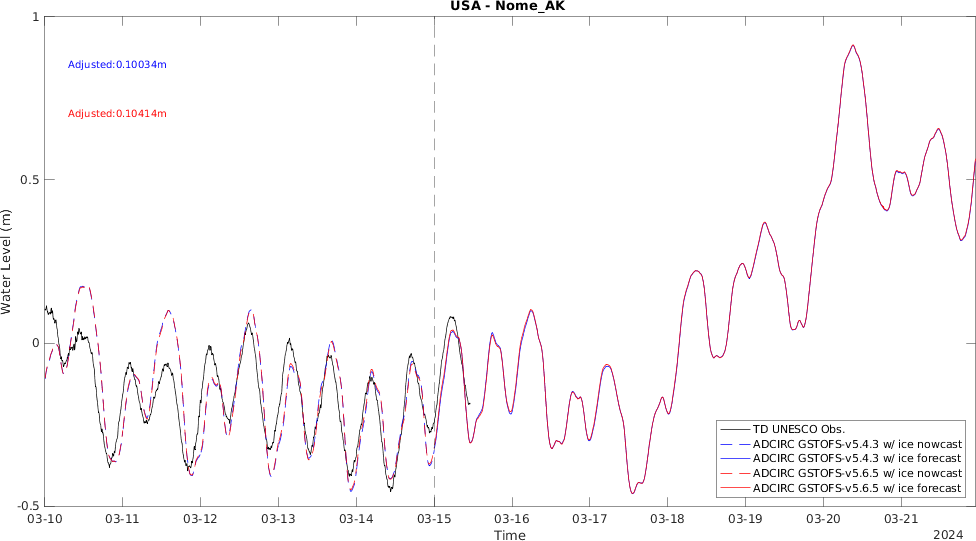 USA - Nome_AK
1
Adjusted:0.10034m
Adjusted:0.10414m
0.5
Water Level (m)
0
-0.5
TD UNESCO Obs.
ADCIRC GSTOFS-v5.4.3 w/ ice nowcast
ADCIRC GSTOFS-v5.4.3 w/ ice forecast
ADCIRC GSTOFS-v5.6.5 w/ ice nowcast
ADCIRC GSTOFS-v5.6.5 w/ ice forecast
03-10 03-11 03-12 03-13 03-14 03-15 03-16 03-17 03-18 03-19 03-20 03-21
Time
2024